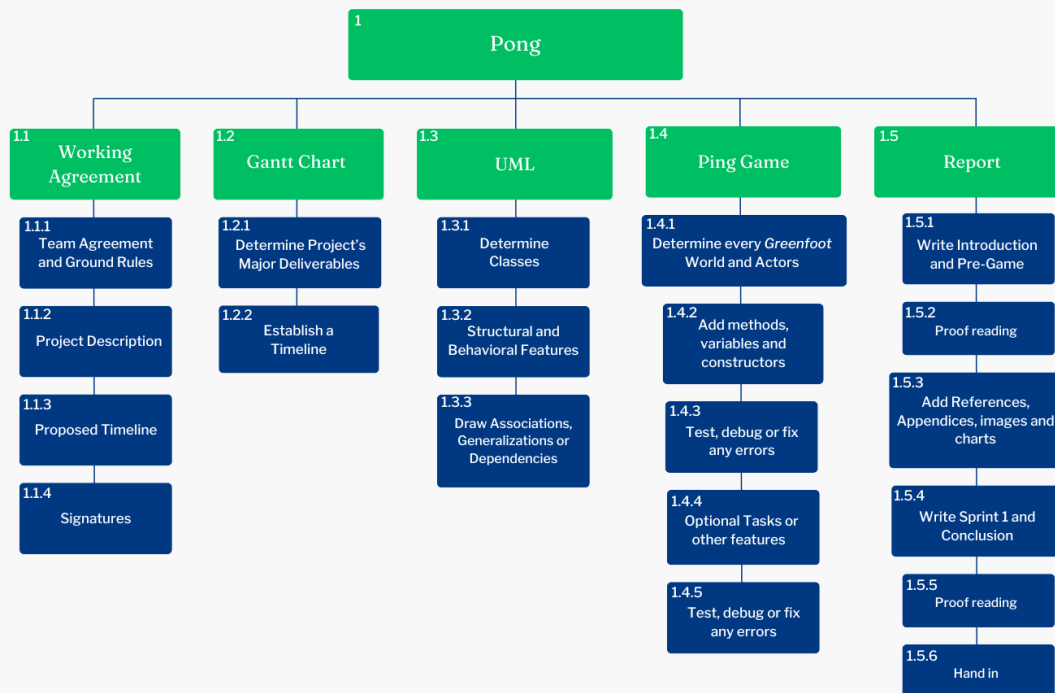 1
Pong
1.1
Working
Agreement
1.1.1
Team Agreement
and Ground Rules
1.1.2
Project Description
1.1.3
Proposed Timeline
1.1.4
Signatures
1.2
Gantt Chart
1.2.1
Determine Project's
Major Deliverables
1.2.2
Establish a
Timeline
1.3
UML
1.3.1
Determine
Classes
1.3.2
Structural and
Behavioral Features
1.3.3
Draw Associations,
Generalizations or
Dependencies
1.4
Ping Game
1.4.1
Determine every Greenfoot
World and Actors
1.4.2
Add methods,
variables and
constructors
1.4.3
Test, debug or fix
any errors
1.4.4
Optional Tasks or
other features
1.4.5
Test, debug or fix
any errors
1.5
Report
1.5.1
Write Introduction
and Pre-Game
1.5.2
Proof reading
1.5.3
Add References,
Appendices, images and
charts
1.5.4
Write Sprint 1 and
Conclusion
1.5.5
Proof reading
1.5.6
Hand in